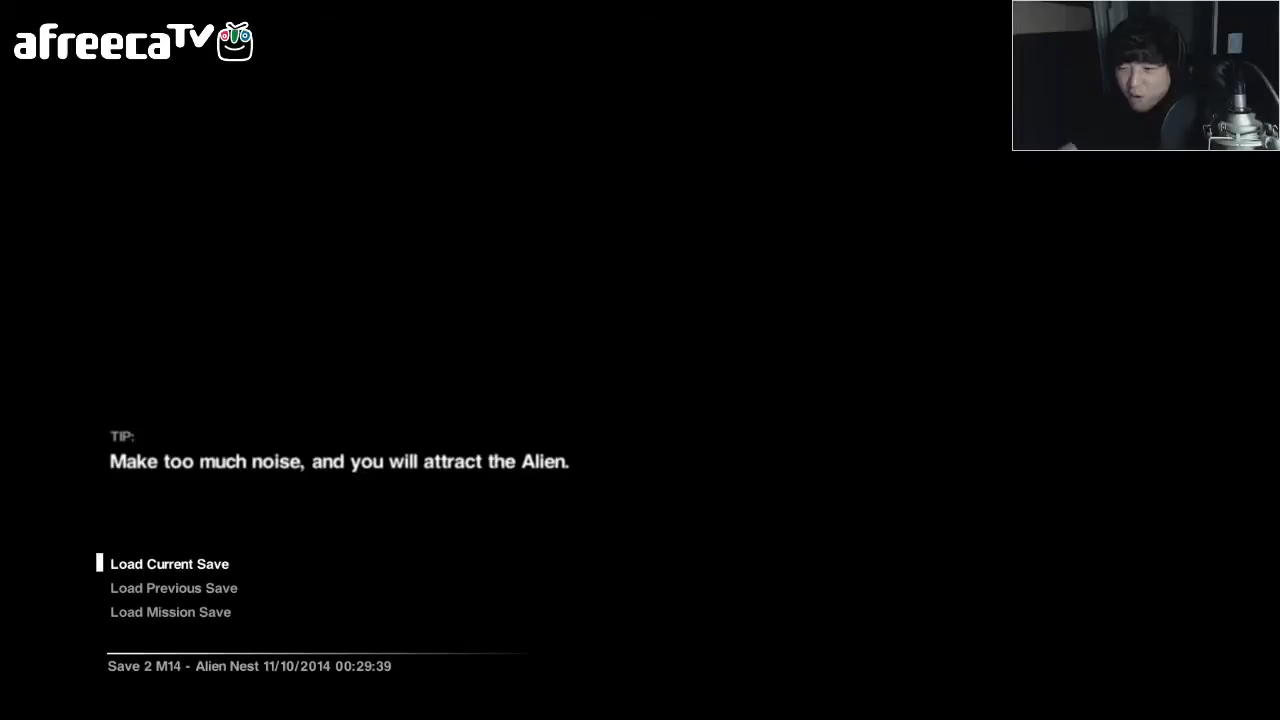 afreecaTV
TIP:
Make too much noise, and you will attract the Alien.
Load Current Save
Load Previous Save
Load Mission Save
Save 2 M14 - Alien Nest 11/10/2014 00:29:39